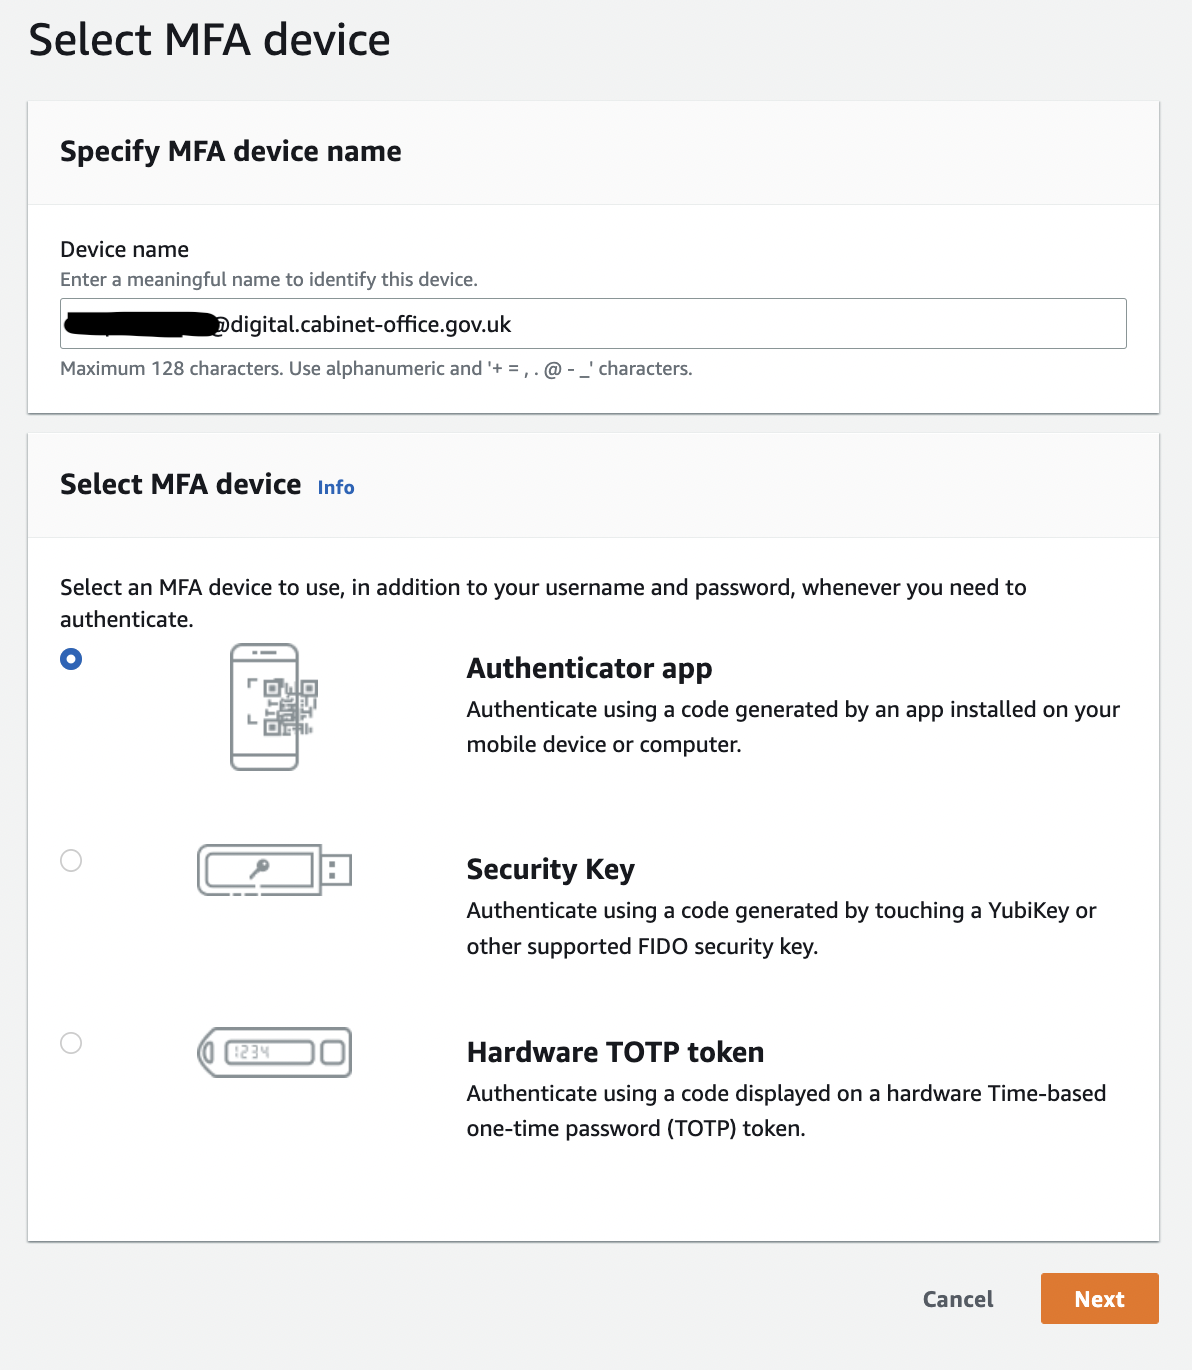 Select MFA device
Specify MFA device name
Device name
Enter a meaningful name to identify this device.
@digital.cabinet-office.gov.uk
Maximum 128 characters. Use alphanumeric and '+ = , . @ - _' characters.
Select MFA device Info
Select an MFA device to use, in addition to your username and password, whenever you need to
authenticate.
Authenticator app
Authenticate using a code generated by an app installed on your
mobile device or computer.
Security Key
Authenticate using a code generated by touching a YubiKey or
other supported FIDO security key.
1234
Hardware TOTP token
Authenticate using a code displayed on a hardware Time-based
one-time password (TOTP) token.
Cancel Next